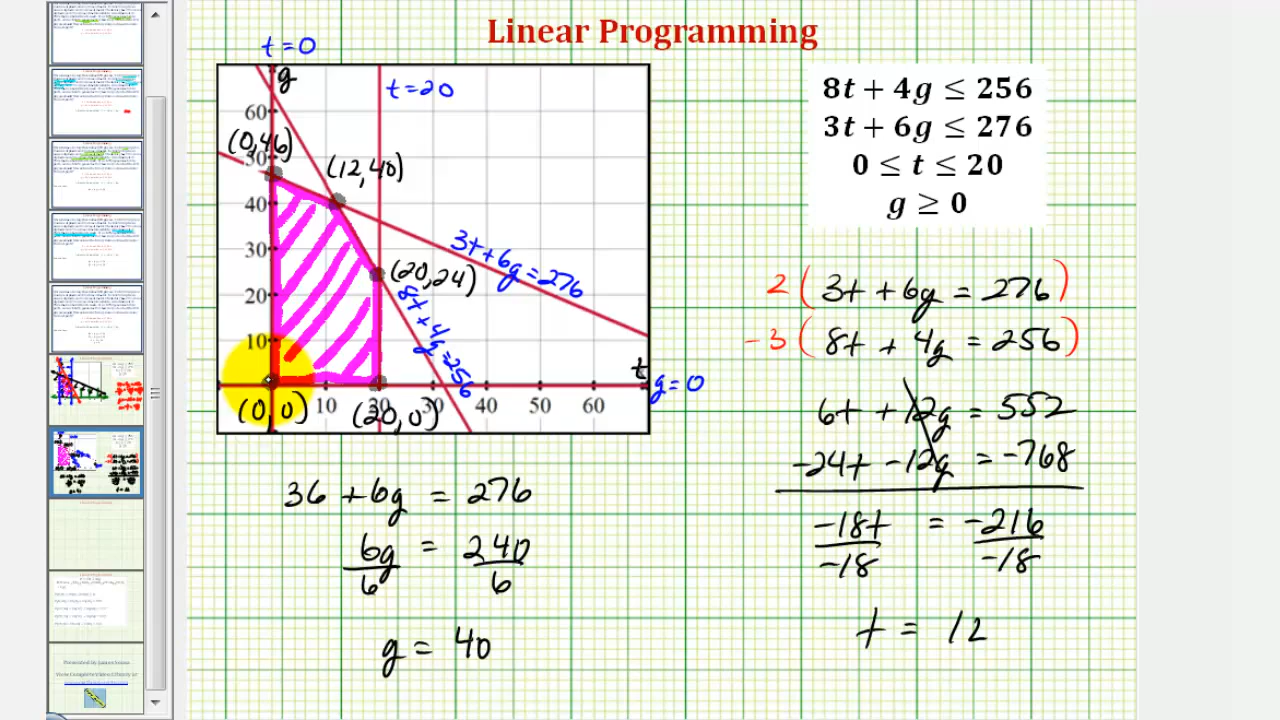 Linear Programming
t = 0
g
t = 20
60
(0,46)
50
(12,40)
40
30
3t + 6g = 276
(20,24)
20
8t + 4g = 256
10
t
g = 0
(0,0)
10
(20,0)
20
30
40
50
60
8t + 4g ≤ 256
3t + 6g ≤ 276
0 ≤ t ≤ 20
g ≥ 0
2 ( 3t + 6g = 276 )
-3 ( 8t + 4g = 256 )
6t + 12g = 552
-24t - 12g = -768
-18t = -216
-18 -18
t = 12
36 + 6g = 276
6g = 240
6 6
g = 40